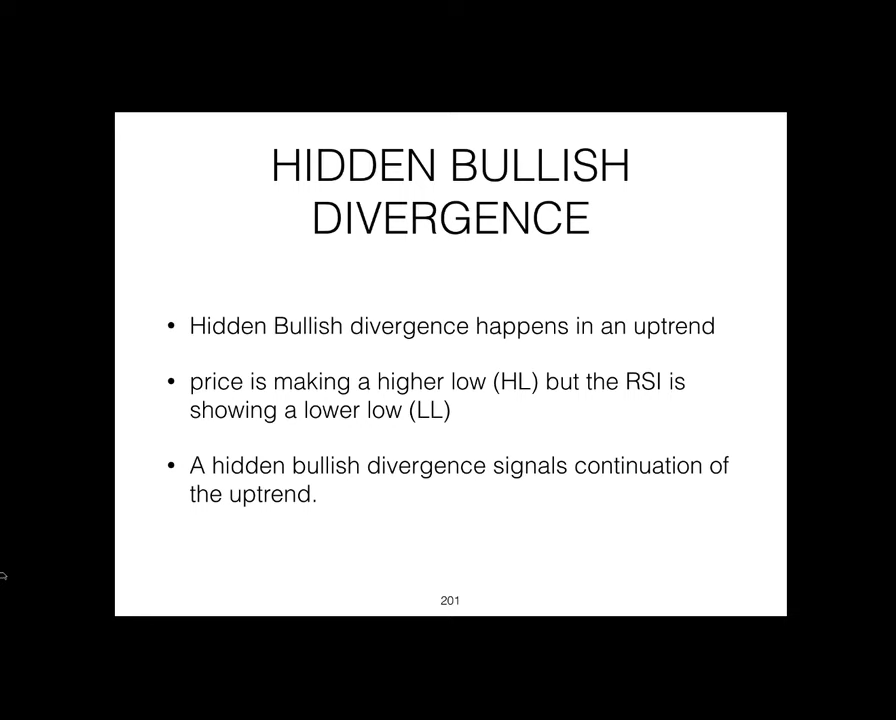 HIDDEN BULLISH
DIVERGENCE
• Hidden Bullish divergence happens in an uptrend
• price is making a higher low (HL) but the RSI is
showing a lower low (LL)
• A hidden bullish divergence signals continuation of
the uptrend.
201